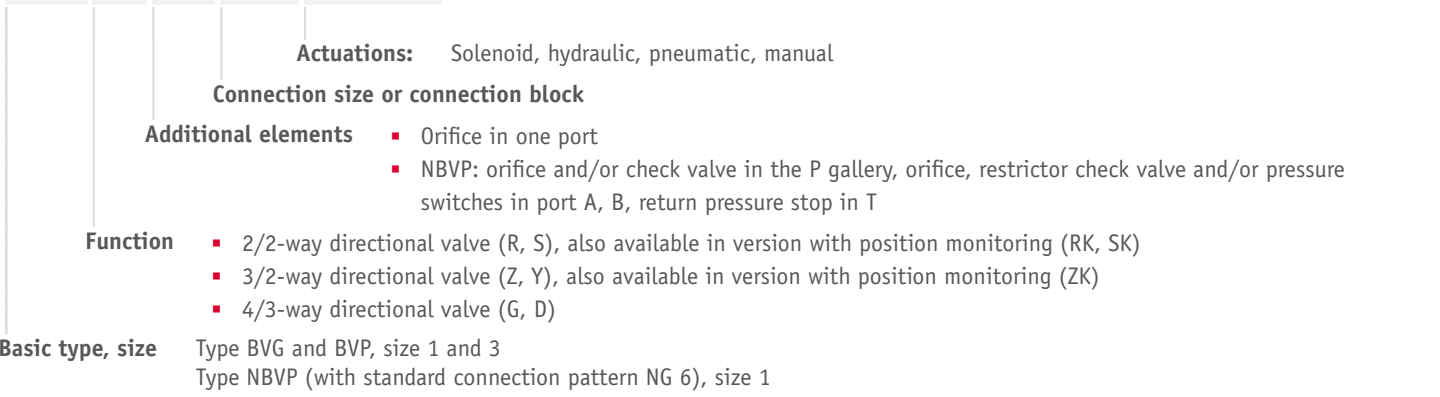 Actuations: Solenoid, hydraulic, pneumatic, manual
Connection size or connection block
Additional elements ▪ Orifice in one port
▪ NBVP: orifice and/or check valve in the P gallery, orifice, restrictor check valve and/or pressure
switches in port A, B, return pressure stop in T
Function ▪ 2/2-way directional valve (R, S), also available in version with position monitoring (RK, SK)
▪ 3/2-way directional valve (Z, Y), also available in version with position monitoring (ZK)
▪ 4/3-way directional valve (G, D)
Basic type, size Type BVG and BVP, size 1 and 3
Type NBVP (with standard connection pattern NG 6), size 1